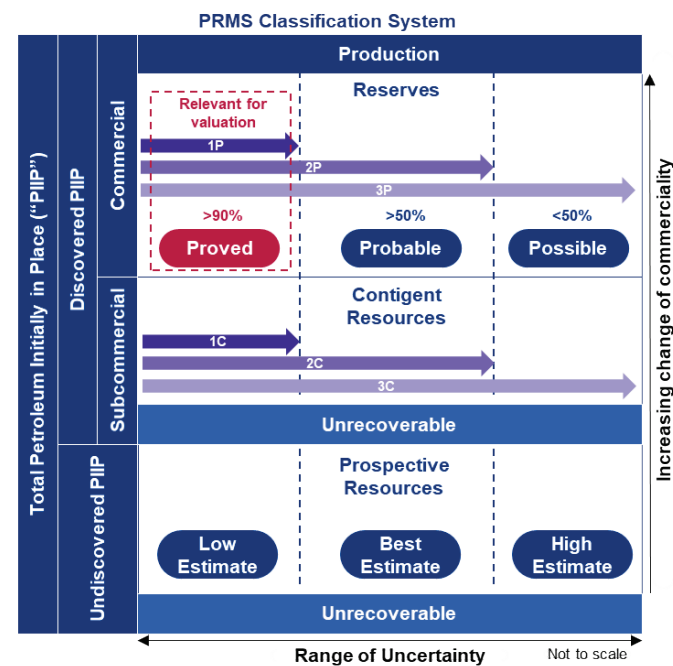 PRMS Classification System
Total Petroleum Initially in Place (“PIIP”)
Discovered PIIP
Undiscovered PIIP
Commercial
Subcommercial
Production
Reserves
Relevant for
valuation
1P
2P
3P
>90%
>50%
<50%
Proved
Probable
Possible
Contigent
Resources
1C
2C
3C
Unrecoverable
Prospective
Resources
Low
Estimate
Best
Estimate
High
Estimate
Unrecoverable
Increasing change of commerciality
Range of Uncertainty
Not to scale